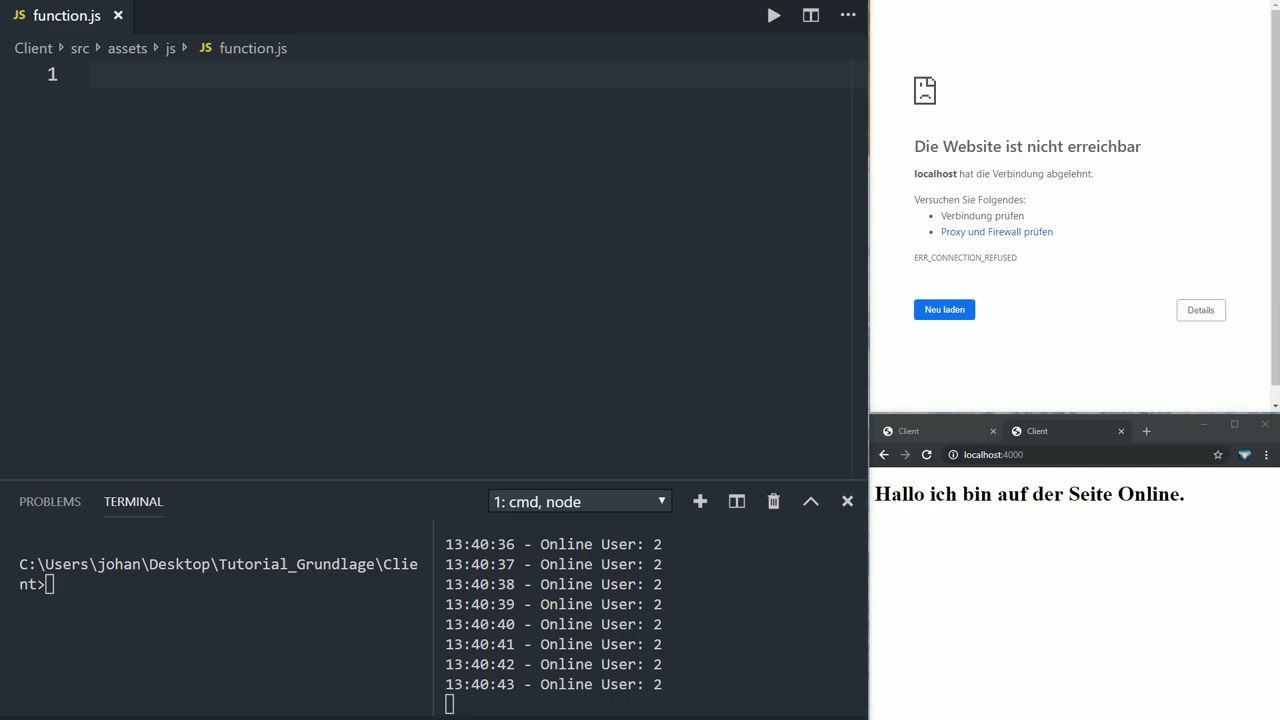 JS function.js ×
Client src assets js JS function.js
1
PROBLEMS TERMINAL 1: cmd, node
C:\Users\johan\Desktop\Tutorial_Grundlage\Clie
nt>
13:40:36 - Online User: 2
13:40:37 - Online User: 2
13:40:38 - Online User: 2
13:40:39 - Online User: 2
13:40:40 - Online User: 2
13:40:41 - Online User: 2
13:40:42 - Online User: 2
13:40:43 - Online User: 2
Die Website ist nicht erreichbar
localhost hat die Verbindung abgelehnt.
Versuchen Sie Folgendes:
• Verbindung prüfen
• Proxy und Firewall prüfen
ERR_CONNECTION_REFUSED
Neu laden Details
Client Client
localhost:4000
Hallo ich bin auf der Seite Online.